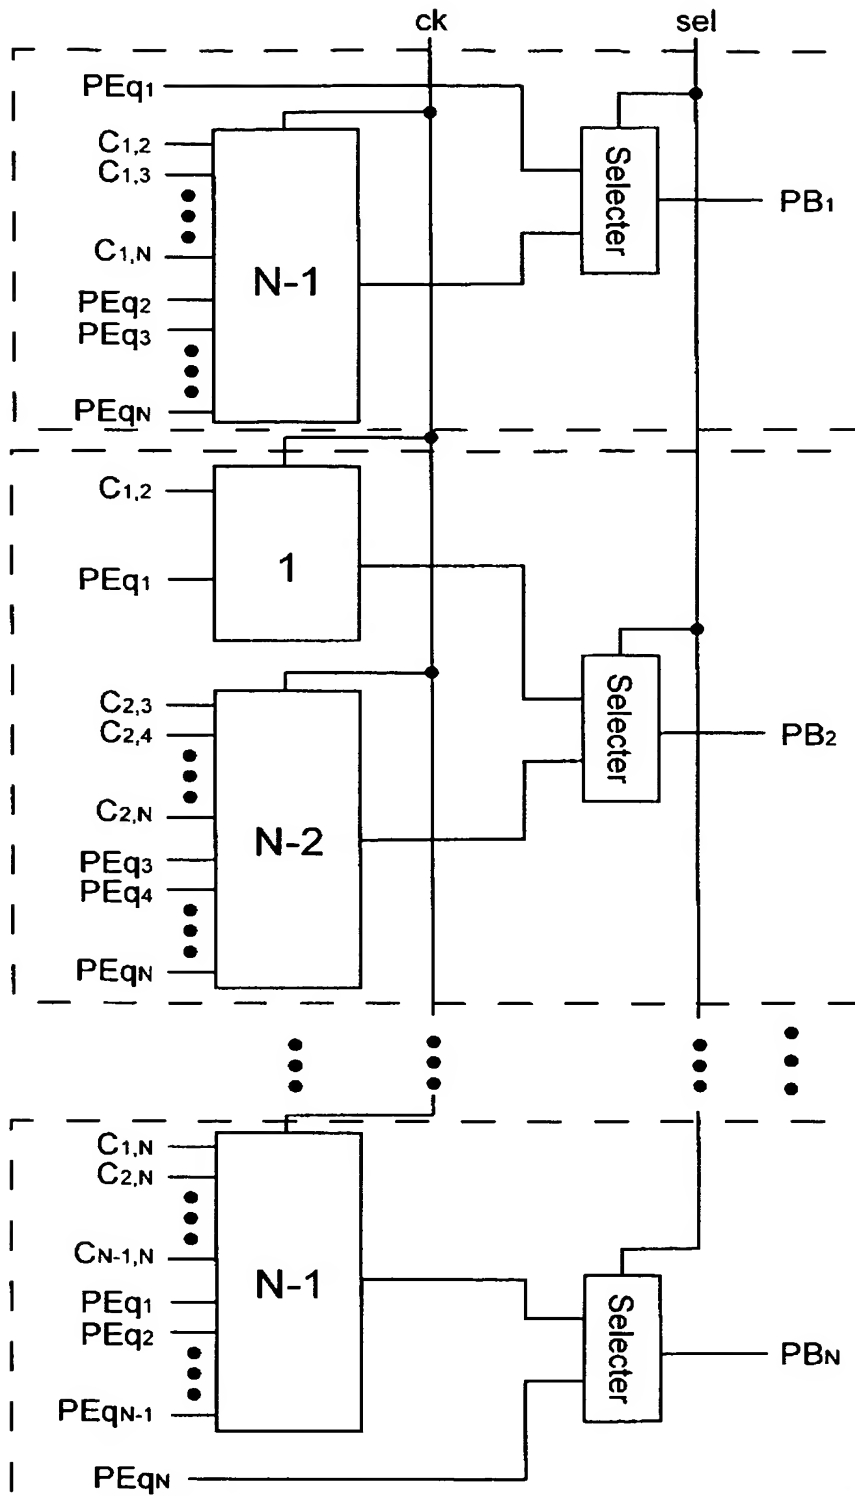 ck sel
PEq1
C1,2
C1,3
C1,N
PEq2
PEq3
PEqN
N-1
Selecter
PB1
C1,2
PEq1
1
C2,3
C2,4
C2,N
PEq3
PEq4
PEqN
N-2
Selecter
PB2
C1,N
C2,N
CN-1,N
PEq1
PEq2
PEqN-1
N-1
PEqN
Selecter
PBN